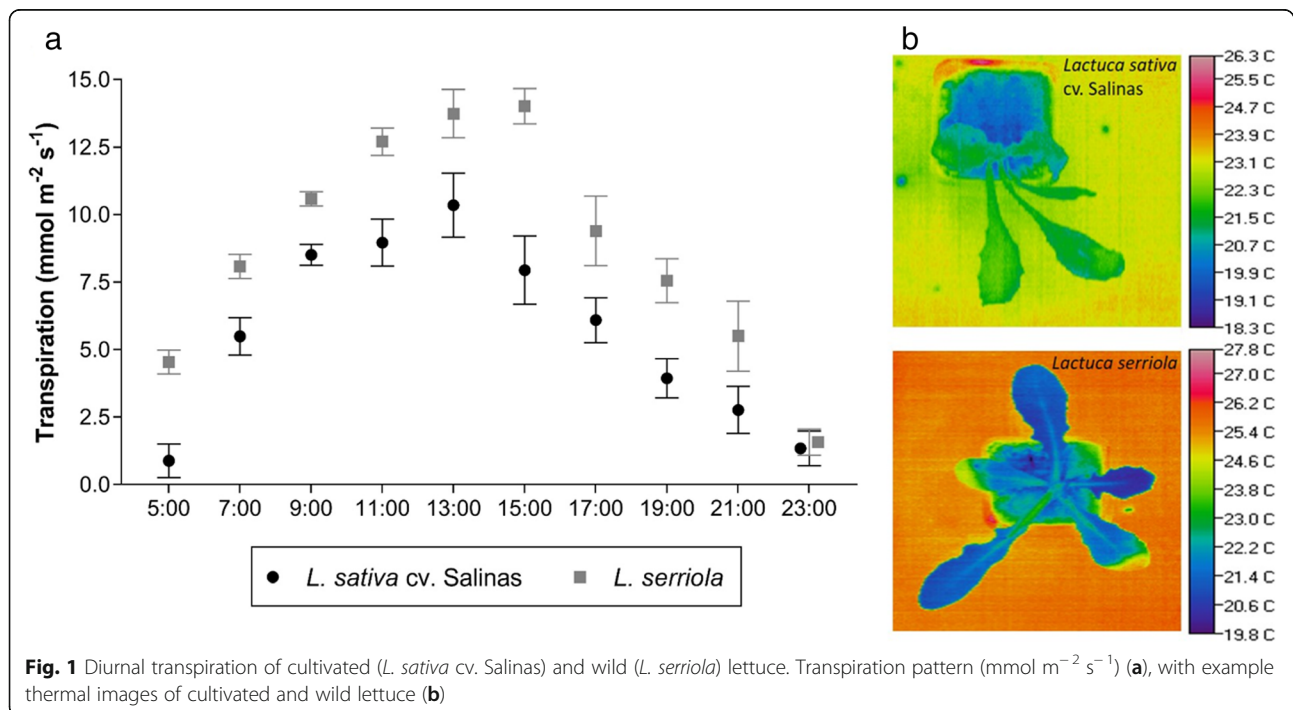 a
b
15.0
12.5
10.0
7.5
5.0
2.5
0.0
Transpiration (mmol m⁻² s⁻¹)
5:00 7:00 9:00 11:00 13:00 15:00 17:00 19:00 21:00 23:00
L. sativa cv. Salinas L. serriola
Lactuca sativa
cv. Salinas
26.3 C
25.5 C
24.7 C
23.9 C
23.1 C
22.3 C
21.5 C
20.7 C
19.9 C
19.1 C
18.3 C
Lactuca serriola
27.8 C
27.0 C
26.2 C
25.4 C
24.6 C
23.8 C
23.0 C
22.2 C
21.4 C
20.6 C
19.8 C
Fig. 1 Diurnal transpiration of cultivated (L. sativa cv. Salinas) and wild (L. serriola) lettuce. Transpiration pattern (mmol m⁻² s⁻¹) (a), with example
thermal images of cultivated and wild lettuce (b)